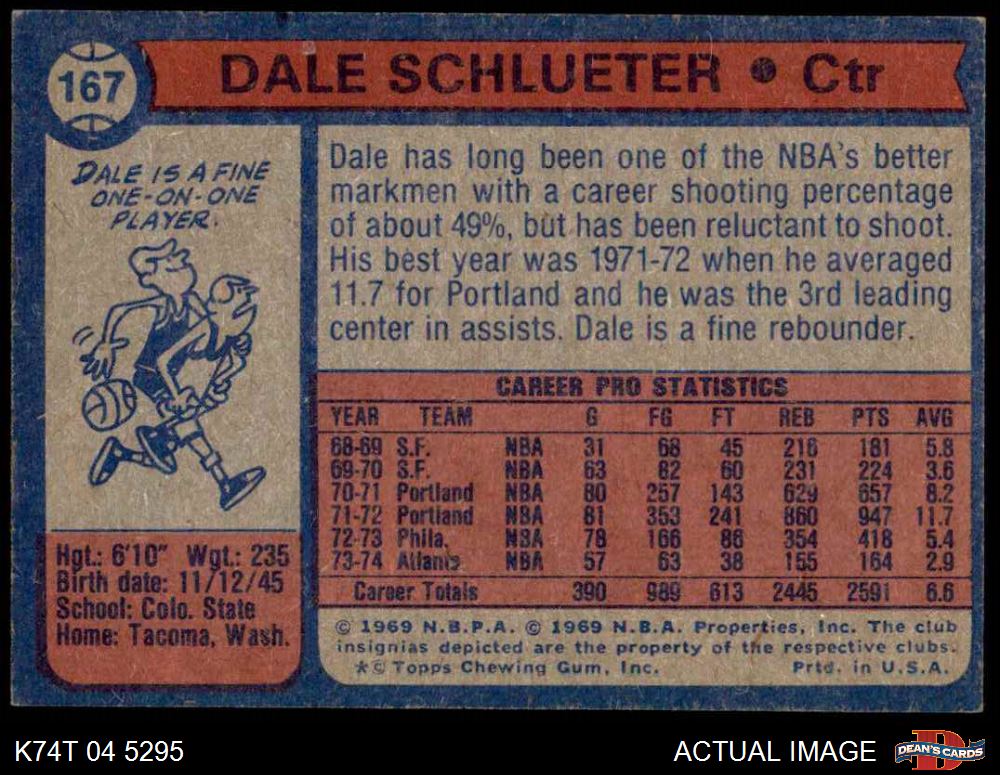 167
DALE SCHLUETER • Ctr
DALE IS A FINE
ONE-ON-ONE
PLAYER.
Dale has long been one of the NBA's better
markmen with a career shooting percentage
of about 49%, but has been reluctant to shoot.
His best year was 1971-72 when he averaged
11.7 for Portland and he was the 3rd leading
center in assists. Dale is a fine rebounder.
Hgt.: 6'10" Wgt.: 235
Birth date: 11/12/45
School: Colo. State
Home: Tacoma, Wash.
CAREER PRO STATISTICS
YEAR TEAM G FG FT REB PTS AVG
68-69 S.F. NBA 31 68 45 216 181 5.8
69-70 S.F. NBA 63 82 60 231 224 3.6
70-71 Portland NBA 80 257 143 629 657 8.2
71-72 Portland NBA 81 353 241 860 947 11.7
72-73 Phila. NBA 78 166 86 354 418 5.4
73-74 Atlanta NBA 57 63 38 155 164 2.9
Career Totals 390 989 613 2445 2591 6.6
© 1969 N.B.P.A. © 1969 N.B.A. Properties, Inc. The club
insignias depicted are the property of the respective clubs.
*© Topps Chewing Gum, Inc. Prtd. in U.S.A.
K74T 04 5295
ACTUAL IMAGE
DEAN'S CARDS